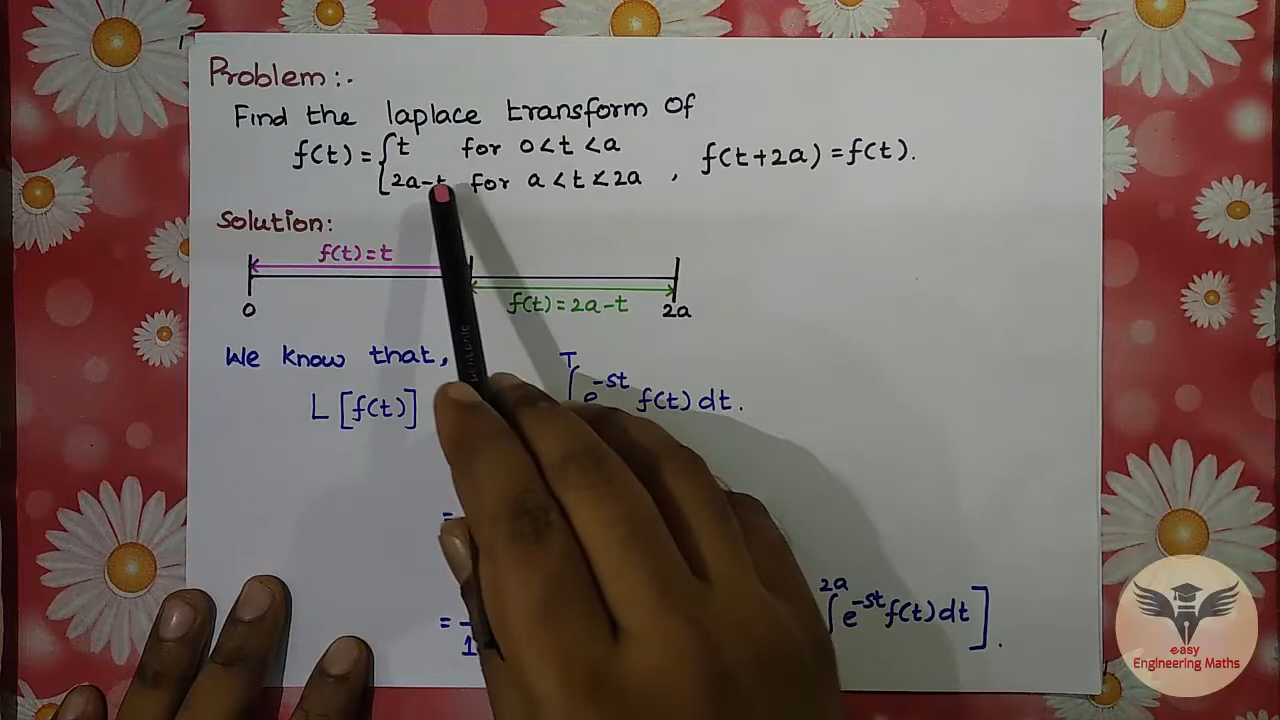 Problem:-
Find the laplace transform of
f(t) = { t for 0<t<a
2a-t for a<t<2a , f(t+2a)=f(t).
Solution:
f(t)=t
0 f(t)=2a-t 2a
We know that,
L[f(t)] ∫ T e^-st f(t) dt.
=
= 1 ∫ 2a e^-st f(t) dt].
easy
Engineering Maths